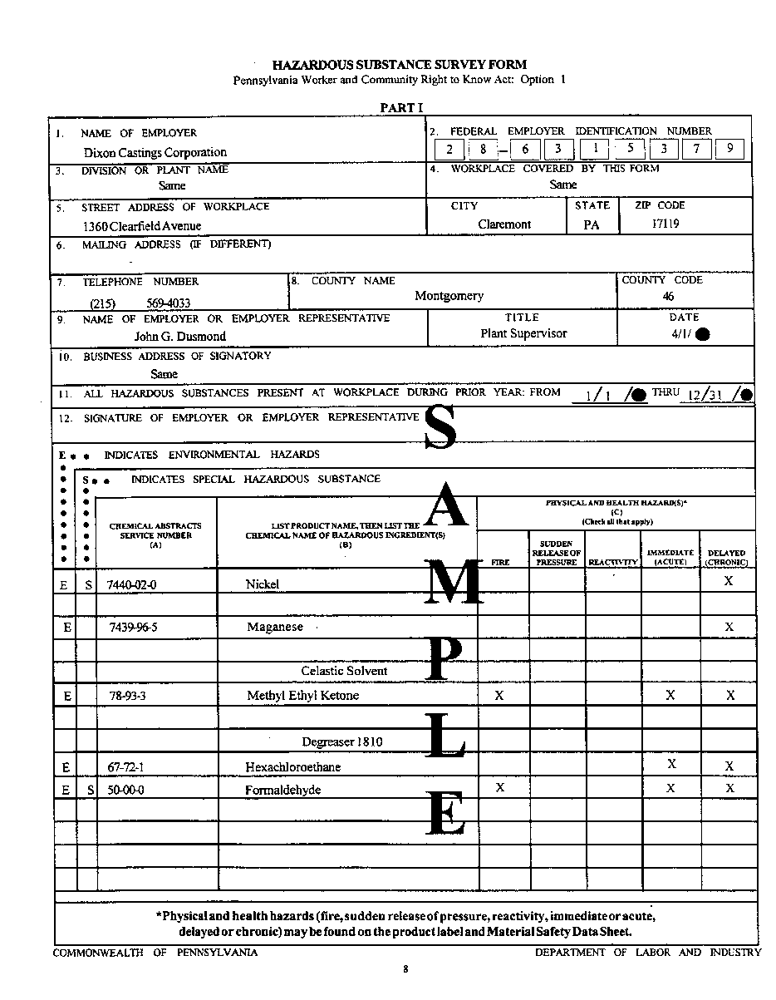 HAZARDOUS SUBSTANCE SURVEY FORM
Pennsylvania Worker and Community Right to Know Act: Option 1
PART I
1. NAME OF EMPLOYER
Dixon Castings Corporation
2. FEDERAL EMPLOYER IDENTIFICATION NUMBER
2 8 - 6 3 1 5 3 7 9
3. DIVISION OR PLANT NAME
Same
4. WORKPLACE COVERED BY THIS FORM
Same
5. STREET ADDRESS OF WORKPLACE
1360 Clearfield Avenue
CITY
Claremont
STATE
PA
ZIP CODE
17119
6. MAILING ADDRESS (IF DIFFERENT)
7. TELEPHONE NUMBER
(215) 569-4033
8. COUNTY NAME
Montgomery
COUNTY CODE
46
9. NAME OF EMPLOYER OR EMPLOYER REPRESENTATIVE
John G. Dusmond
TITLE
Plant Supervisor
DATE
4/1/
10. BUSINESS ADDRESS OF SIGNATORY
Same
11. ALL HAZARDOUS SUBSTANCES PRESENT AT WORKPLACE DURING PRIOR YEAR: FROM 1/1 / THRU 12/31 /
12. SIGNATURE OF EMPLOYER OR EMPLOYER REPRESENTATIVE
SAMPLE
E • • INDICATES ENVIRONMENTAL HAZARDS
S • • INDICATES SPECIAL HAZARDOUS SUBSTANCE
CHEMICAL ABSTRACTS
SERVICE NUMBER
(A)
LIST PRODUCT NAME, THEN LIST THE
CHEMICAL NAME OF HAZARDOUS INGREDIENT(S)
(B)
PHYSICAL AND HEALTH HAZARD(S)*
(C)
(Check all that apply)
FIRE
SUDDEN
RELEASE OF
PRESSURE
REACTIVITY
IMMEDIATE
(ACUTE)
DELAYED
(CHRONIC)
E S 7440-02-0 Nickel X
E 7439-96-5 Maganese X
Celastic Solvent
E 78-93-3 Methyl Ethyl Ketone X X X
Degreaser 1810
E 67-72-1 Hexachloroethane X X
E S 50-00-0 Formaldehyde X X X
*Physical and health hazards (fire, sudden release of pressure, reactivity, immediate or acute,
delayed or chronic) may be found on the product label and Material Safety Data Sheet.
COMMONWEALTH OF PENNSYLVANIA DEPARTMENT OF LABOR AND INDUSTRY
8